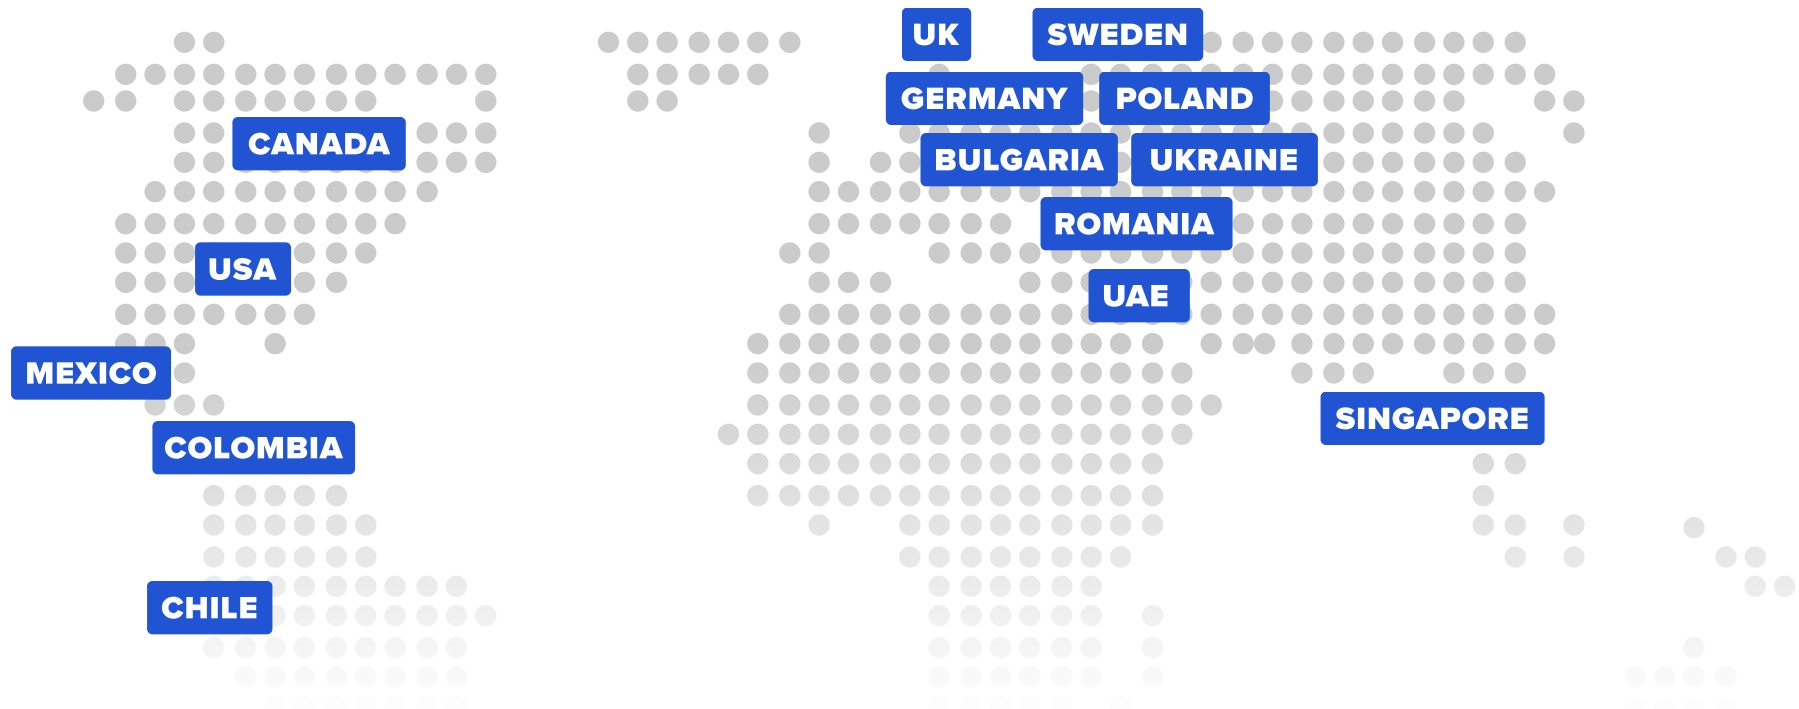 UK
SWEDEN
GERMANY
POLAND
CANADA
BULGARIA
UKRAINE
ROMANIA
USA
UAE
MEXICO
SINGAPORE
COLOMBIA
CHILE